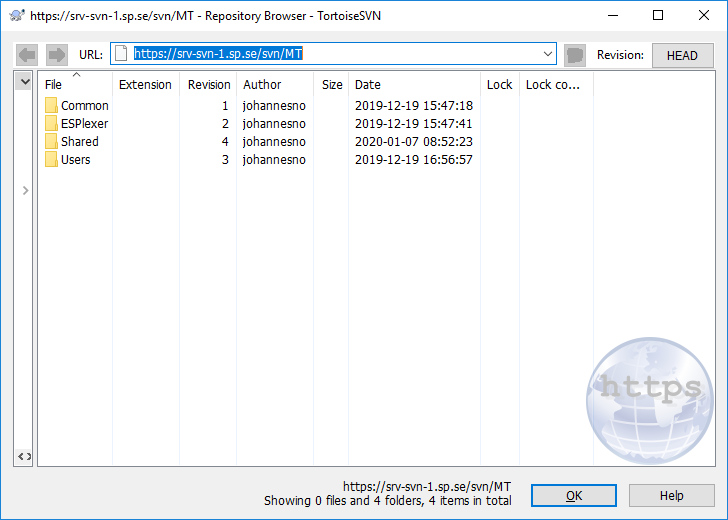 https://srv-svn-1.sp.se/svn/MT - Repository Browser - TortoiseSVN
URL: https://srv-svn-1.sp.se/svn/MT Revision: HEAD
File Extension Revision Author Size Date Lock Lock co...
Common 1 johannesno 2019-12-19 15:47:18
ESPlexer 2 johannesno 2019-12-19 15:47:41
Shared 4 johannesno 2020-01-07 08:52:23
Users 3 johannesno 2019-12-19 16:56:57
https
https://srv-svn-1.sp.se/svn/MT
Showing 0 files and 4 folders, 4 items in total
OK Help